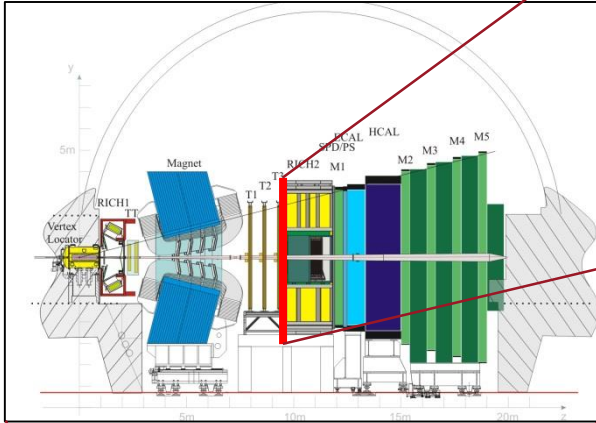 y
5m
Magnet
RICH1
TT
Vertex
Locator
T1
T2
T3
RICH2
SPD/PS
ECAL
HCAL
M1
M2
M3
M4
M5
5m
10m
15m
20m
z